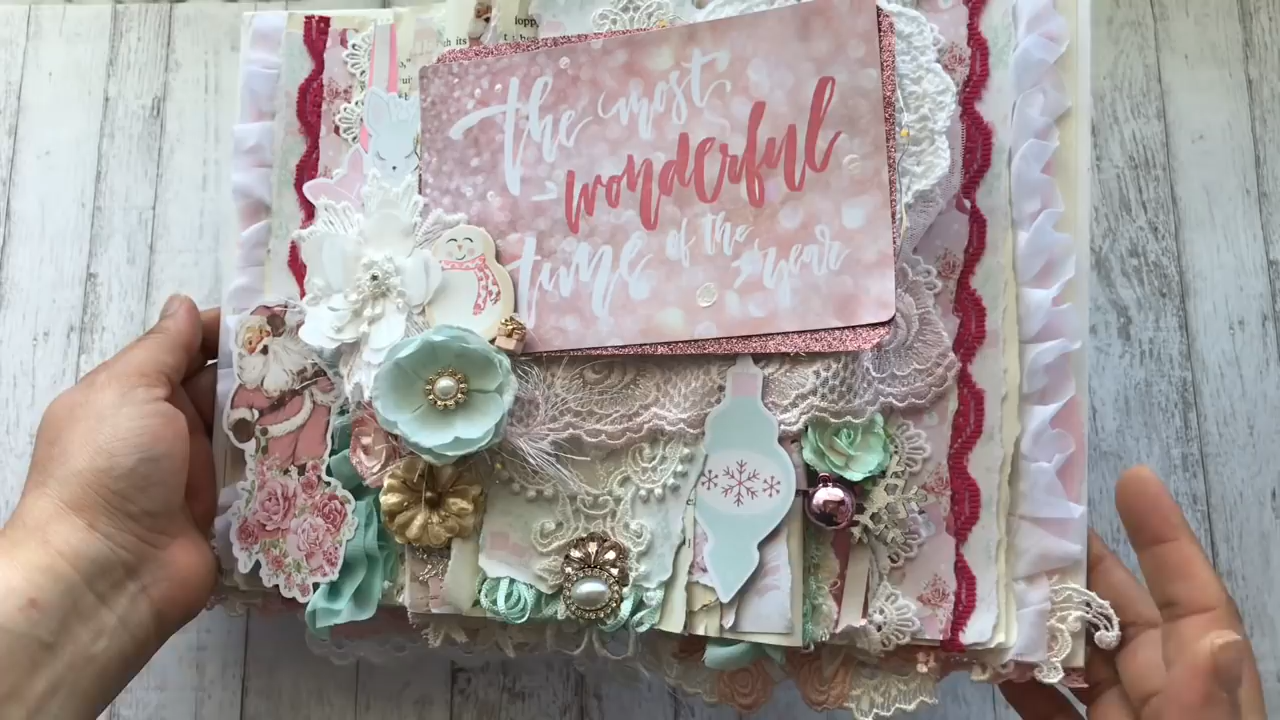 the most
wonderful
time of the
year